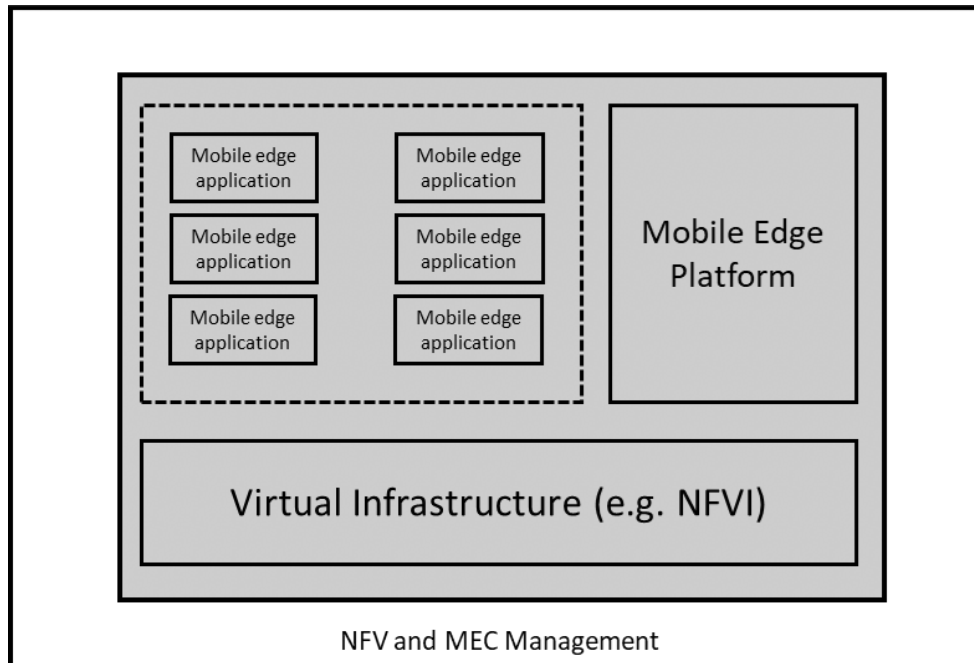 Mobile edge
application
Mobile edge
application
Mobile edge
application
Mobile edge
application
Mobile edge
application
Mobile edge
application
Mobile Edge
Platform
Virtual Infrastructure (e.g. NFVI)
NFV and MEC Management